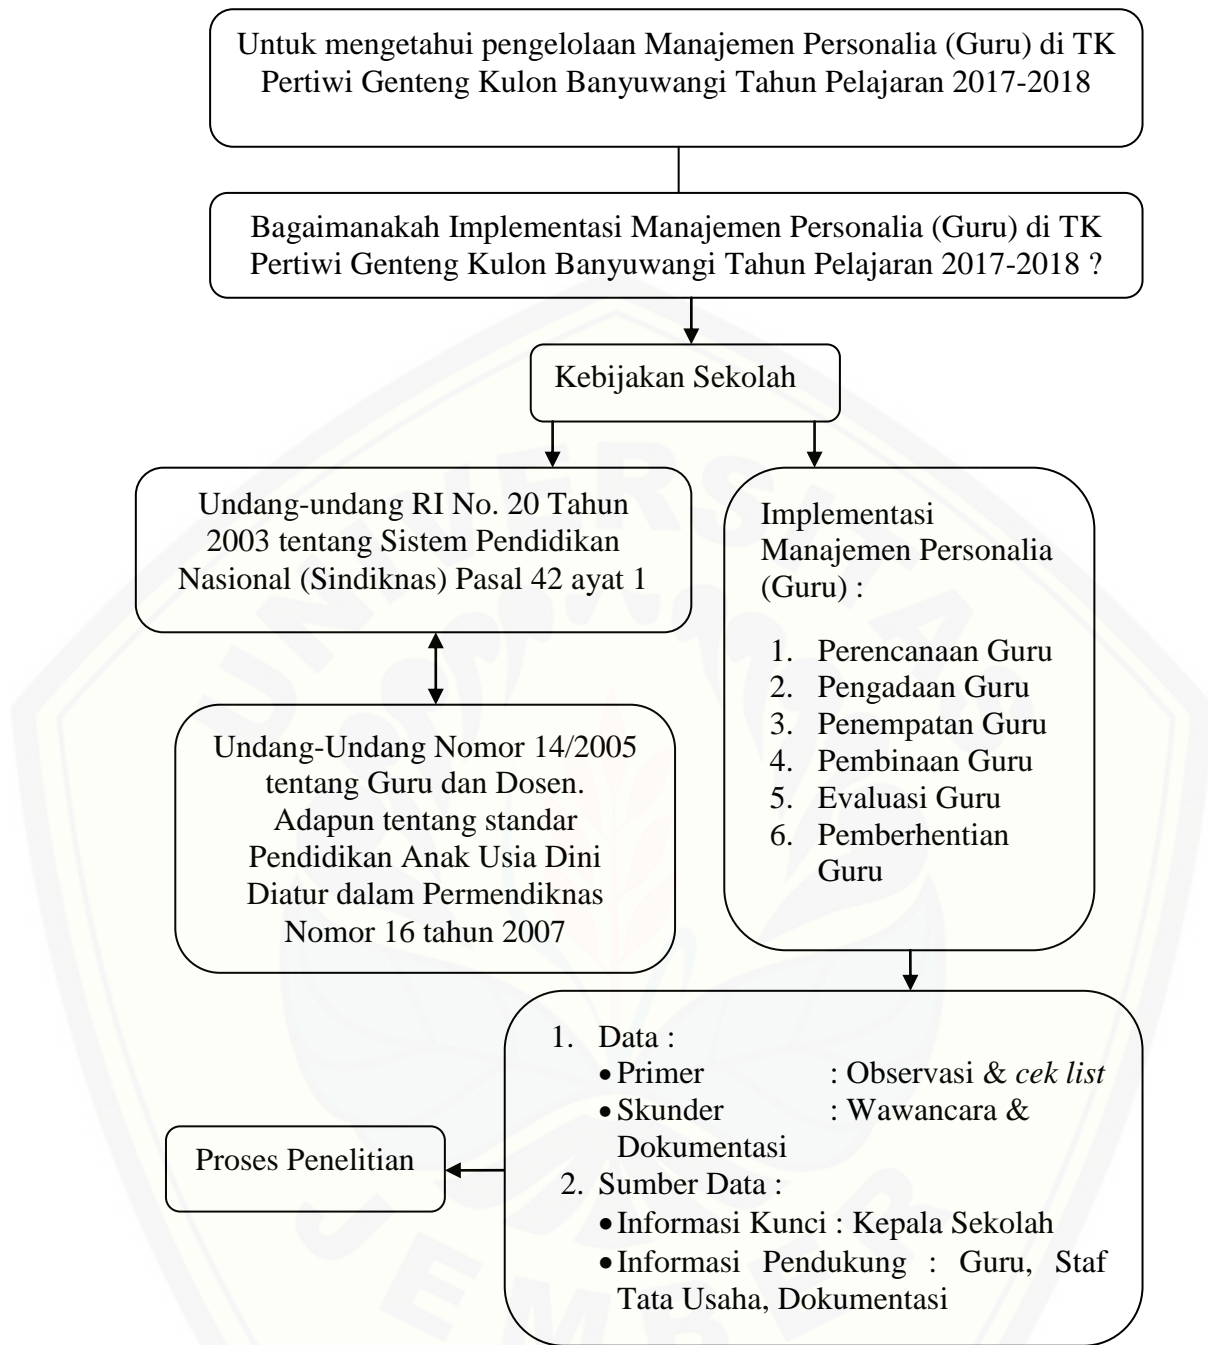 Untuk mengetahui pengelolaan Manajemen Personalia (Guru) di TK
Pertiwi Genteng Kulon Banyuwangi Tahun Pelajaran 2017-2018
Bagaimanakah Implementasi Manajemen Personalia (Guru) di TK
Pertiwi Genteng Kulon Banyuwangi Tahun Pelajaran 2017-2018 ?
Kebijakan Sekolah
Undang-undang RI No. 20 Tahun
2003 tentang Sistem Pendidikan
Nasional (Sindiknas) Pasal 42 ayat 1
Undang-Undang Nomor 14/2005
tentang Guru dan Dosen.
Adapun tentang standar
Pendidikan Anak Usia Dini
Diatur dalam Permendiknas
Nomor 16 tahun 2007
Implementasi
Manajemen Personalia
(Guru) :
1. Perencanaan Guru
2. Pengadaan Guru
3. Penempatan Guru
4. Pembinaan Guru
5. Evaluasi Guru
6. Pemberhentian
Guru
1. Data :
• Primer : Observasi & cek list
• Skunder : Wawancara &
Dokumentasi
2. Sumber Data :
• Informasi Kunci : Kepala Sekolah
• Informasi Pendukung : Guru, Staf
Tata Usaha, Dokumentasi
Proses Penelitian
UNIVERSITAS
JEMBER